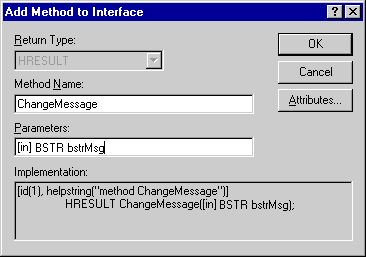 Add Method to Interface
Return Type:
HRESULT
OK
Cancel
Attributes...
Method Name:
ChangeMessage
Parameters:
[in] BSTR bstrMsg
Implementation:
[id(1), helpstring("method ChangeMessage")]
HRESULT ChangeMessage([in] BSTR bstrMsg);